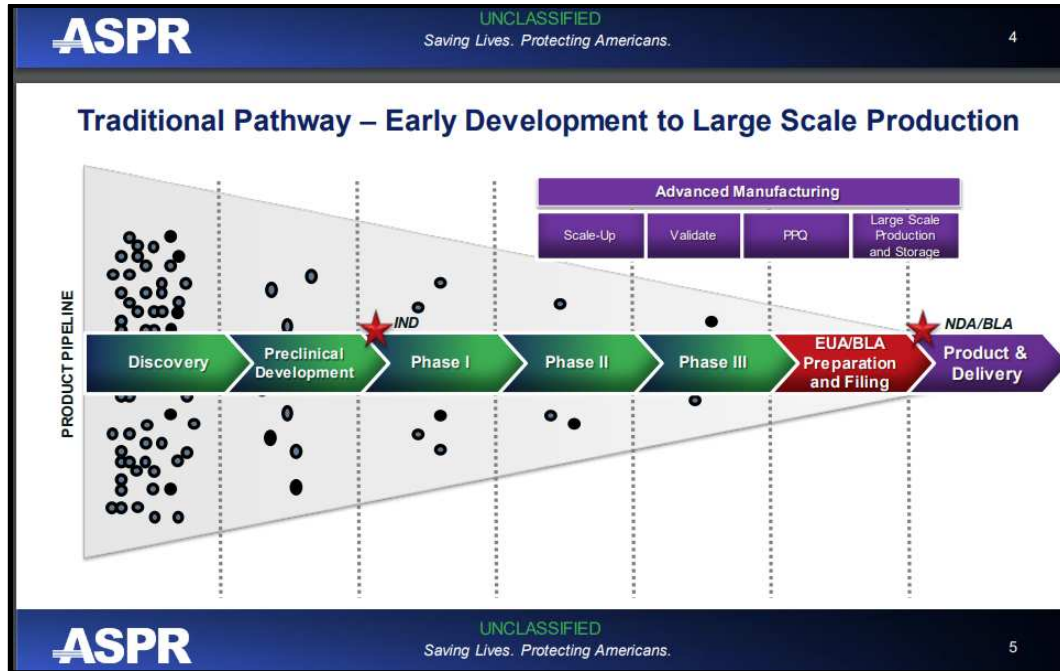 ASPR
UNCLASSIFIED
Saving Lives. Protecting Americans.
4
Traditional Pathway – Early Development to Large Scale Production
Advanced Manufacturing
Scale-Up
Validate
PPQ
Large Scale
Production
and Storage
PRODUCT PIPELINE
IND
NDA/BLA
Discovery
Preclinical
Development
Phase I
Phase II
Phase III
EUA/BLA
Preparation
and Filing
Product &
Delivery
ASPR
UNCLASSIFIED
Saving Lives. Protecting Americans.
5